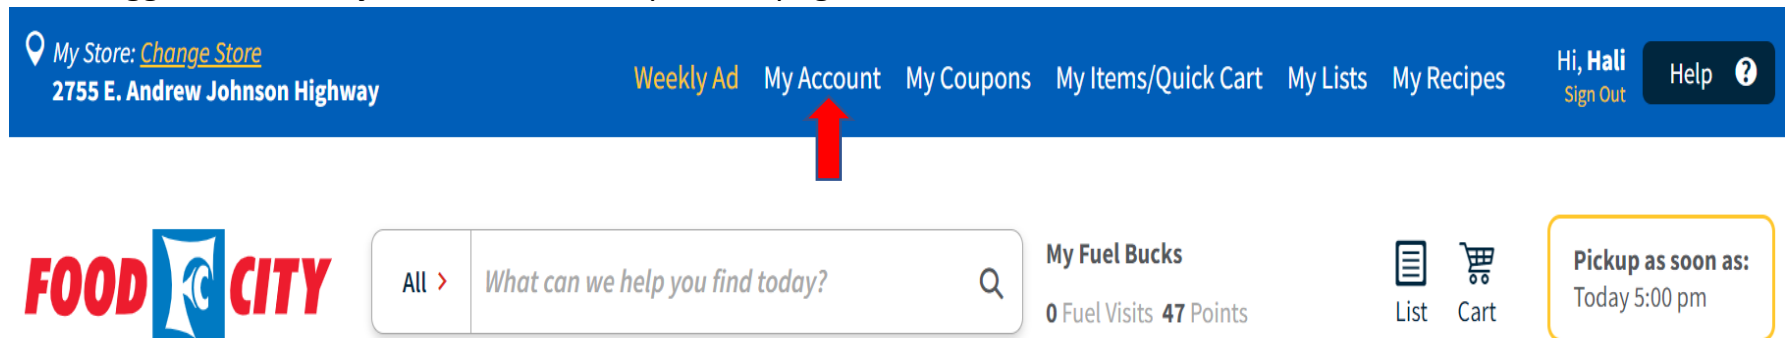 My Store: Change Store
2755 E. Andrew Johnson Highway
Weekly Ad My Account My Coupons My Items/Quick Cart My Lists My Recipes
Hi, Hali
Sign Out
Help ?
FOOD FC CITY
All > What can we help you find today?
My Fuel Bucks
0 Fuel Visits 47 Points
List Cart
Pickup as soon as:
Today 5:00 pm